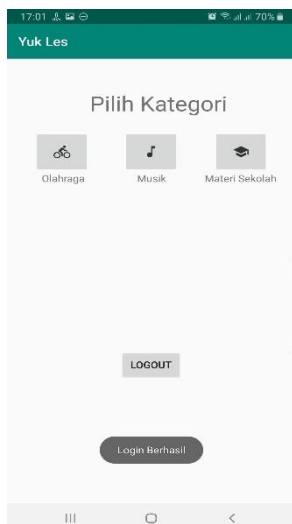 17:01 70%
Yuk Les
Pilih Kategori
Olahraga Musik Materi Sekolah
LOGOUT
Login Berhasil